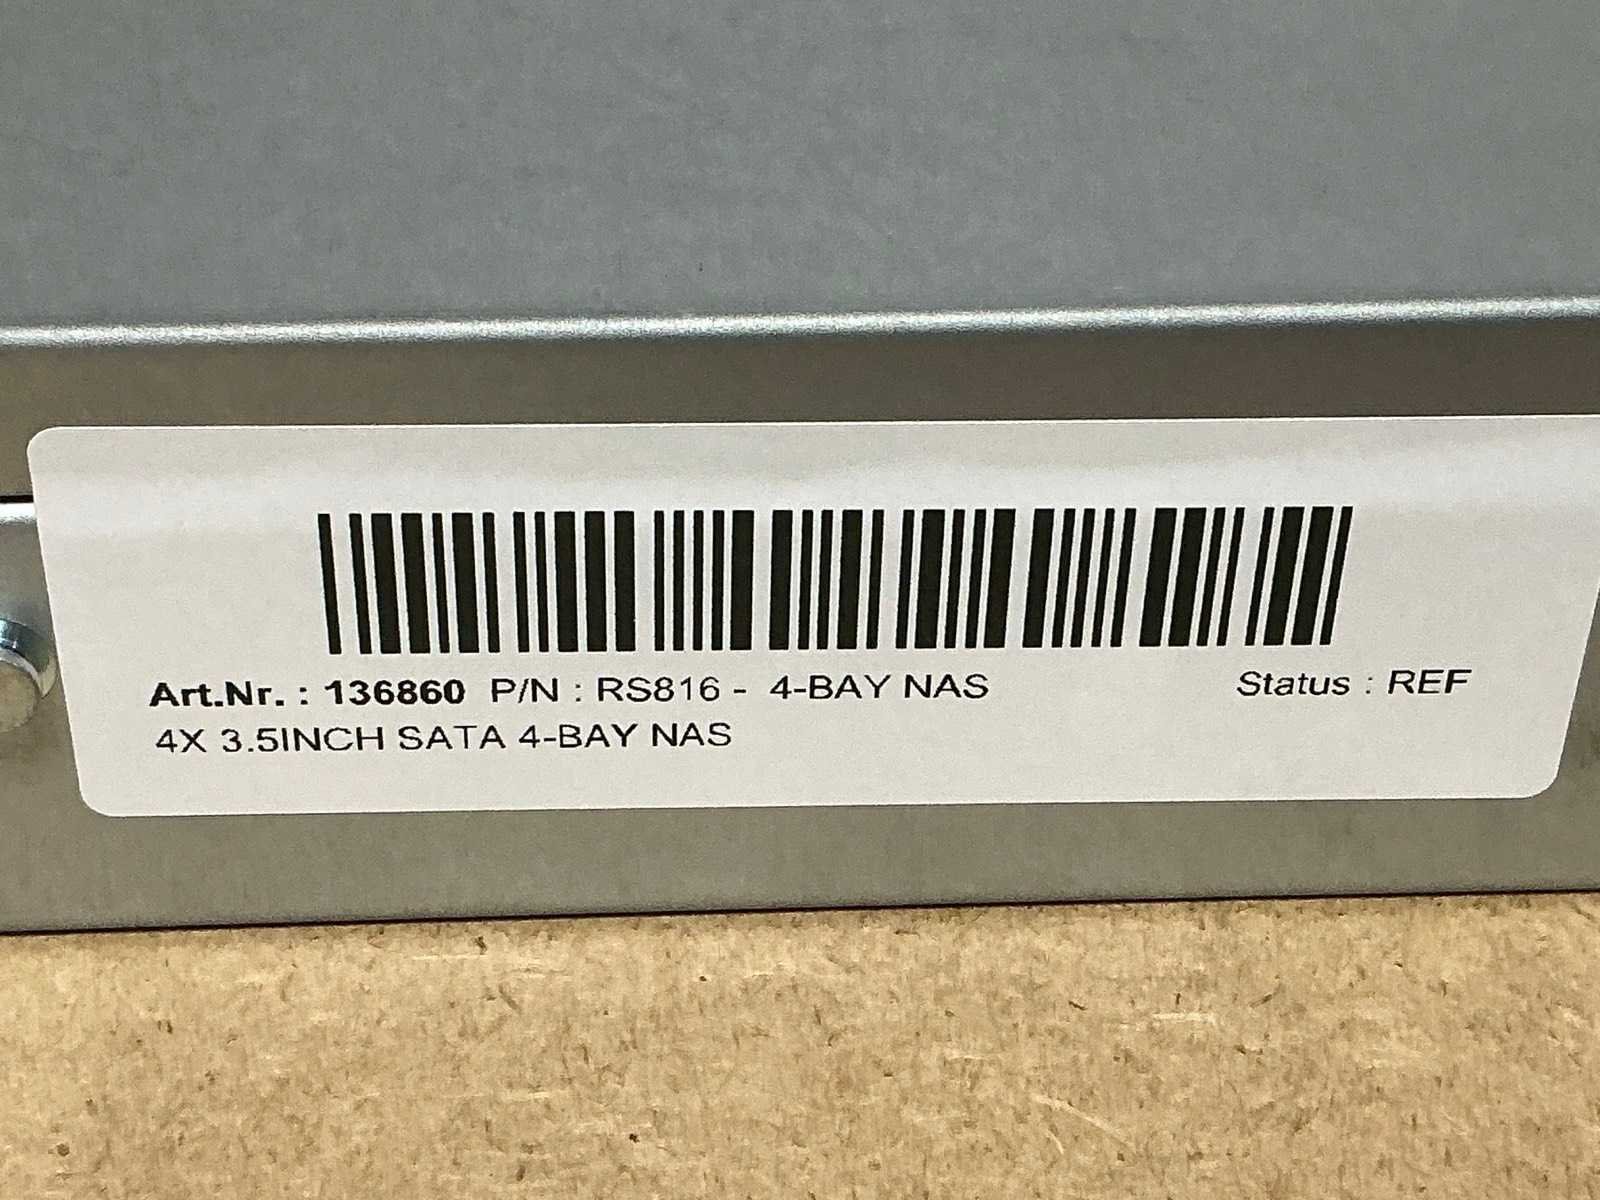 Art.Nr. : 136860 P/N : RS816 - 4-BAY NAS Status : REF
4X 3.5INCH SATA 4-BAY NAS